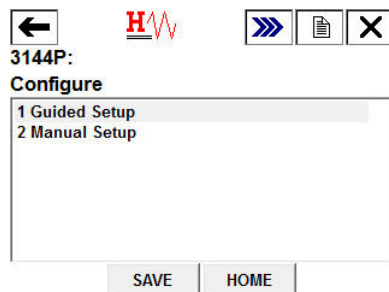 H
3144P:
Configure
1 Guided Setup
2 Manual Setup
SAVE HOME